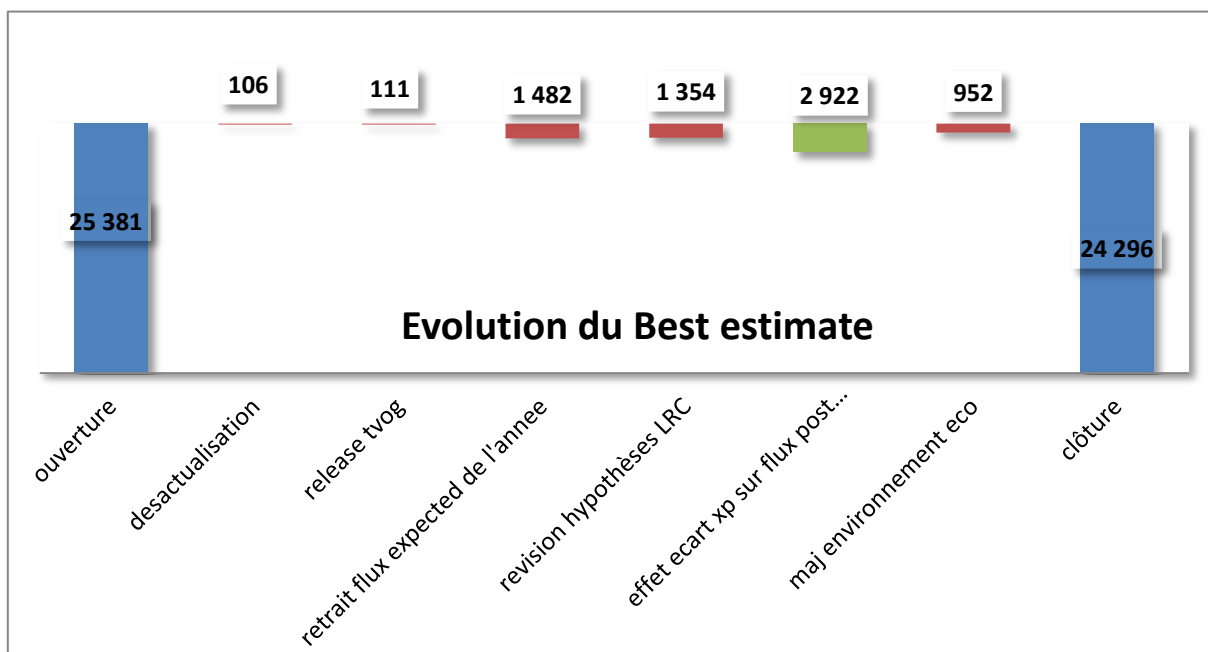 106
111
1 482
1 354
2 922
952
25 381
24 296
Evolution du Best estimate
ouverture
desactualisation
release tvog
retrait flux expected de l'annee
revision hypothèses LRC
effet ecart xp sur flux post…
maj environnement eco
clôture